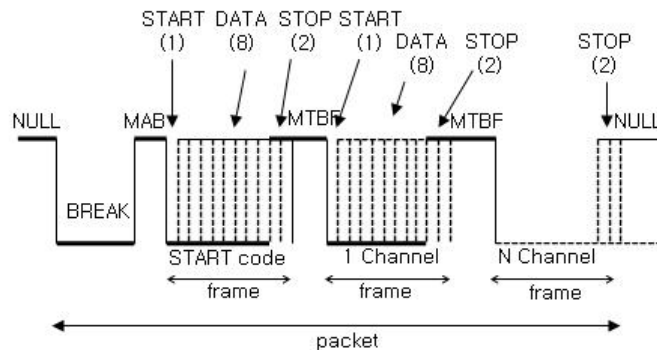 START DATA STOP START STOP
(1) (8) (2) (1) DATA STOP (2)
(8) (2)
NULL MAB MTBF MTBF NULL
BREAK
START code 1 Channel N Channel
frame frame frame
packet